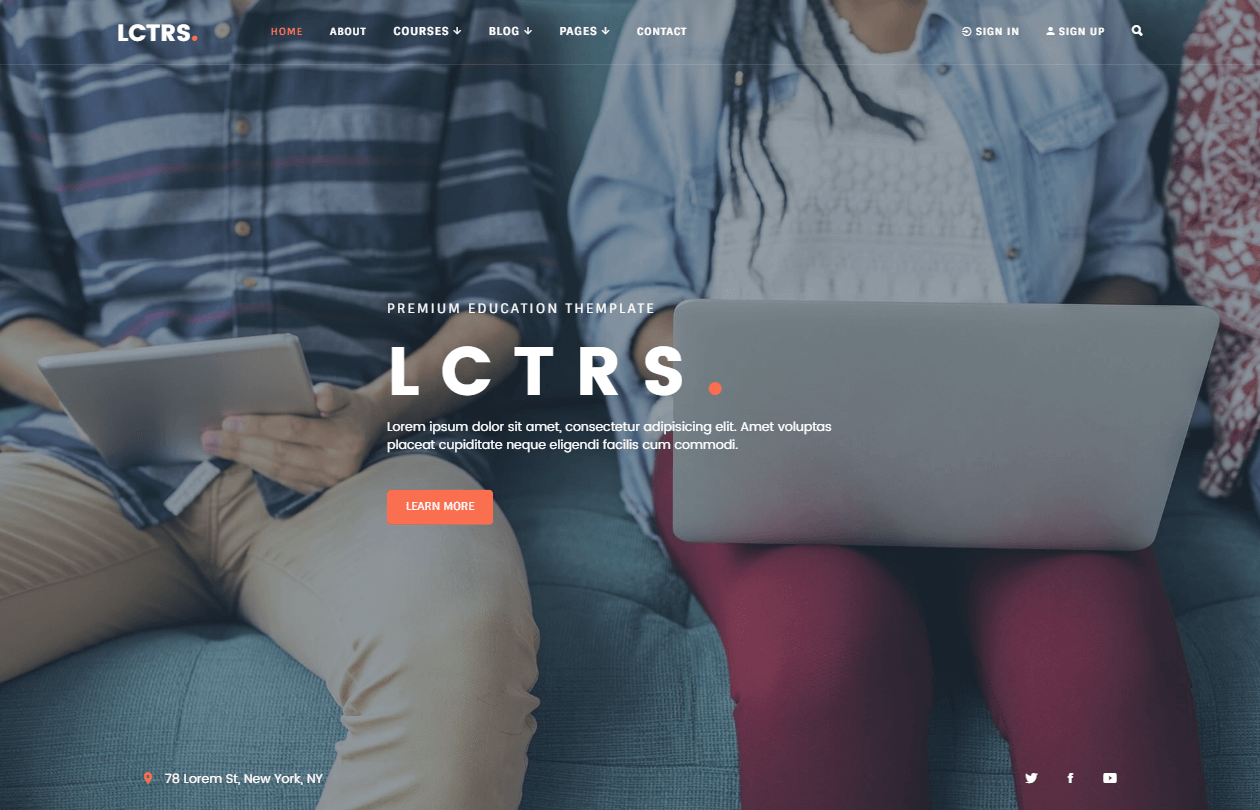 LCTRS.
HOME ABOUT COURSES BLOG PAGES CONTACT SIGN IN SIGN UP
PREMIUM EDUCATION THEMPLATE
LCTRS.
Lorem ipsum dolor sit amet, consectetur adipisicing elit. Amet voluptas
placeat cupiditate neque eligendi facilis cum commodi.
LEARN MORE
78 Lorem St, New York, NY